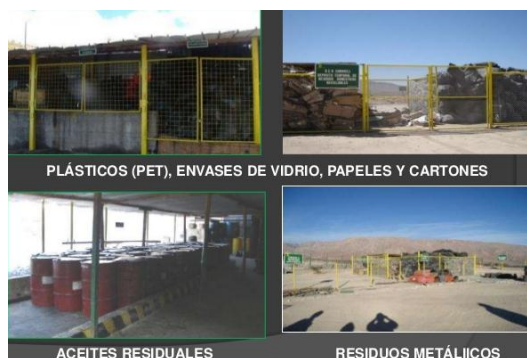 PLÁSTICOS (PET), ENVASES DE VIDRIO, PAPELES Y CARTONES
ACEITES RESIDUALES
RESIDUOS METÁLIICOS